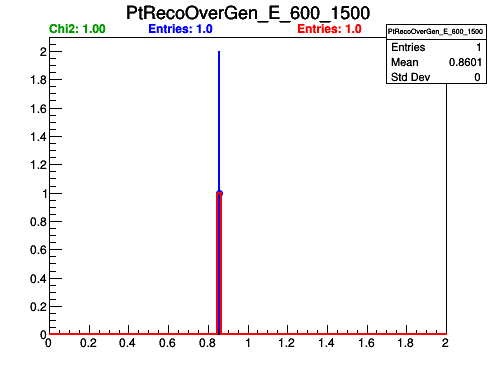 PtRecoOverGen_E_600_1500
Chi2: 1.00 Entries: 1.0 Entries: 1.0
PtRecoOverGen_E_600_1500
Entries 1
Mean 0.8601
Std Dev 0
2
1.8
1.6
1.4
1.2
1
0.8
0.6
0.4
0.2
0
0 0.2 0.4 0.6 0.8 1 1.2 1.4 1.6 1.8 2